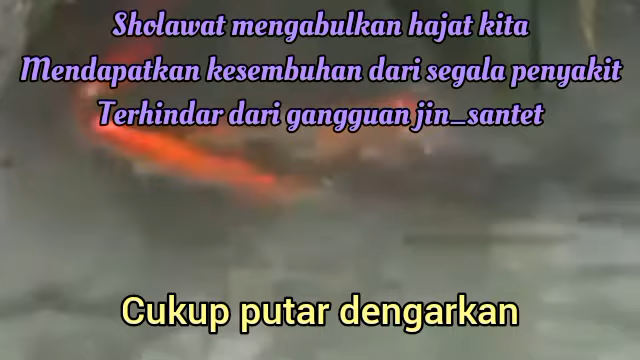 Sholawat mengabulkan hajat kita
Mendapatkan kesembuhan dari segala penyakit
Terhindar dari gangguan jin_santet
Cukup putar dengarkan